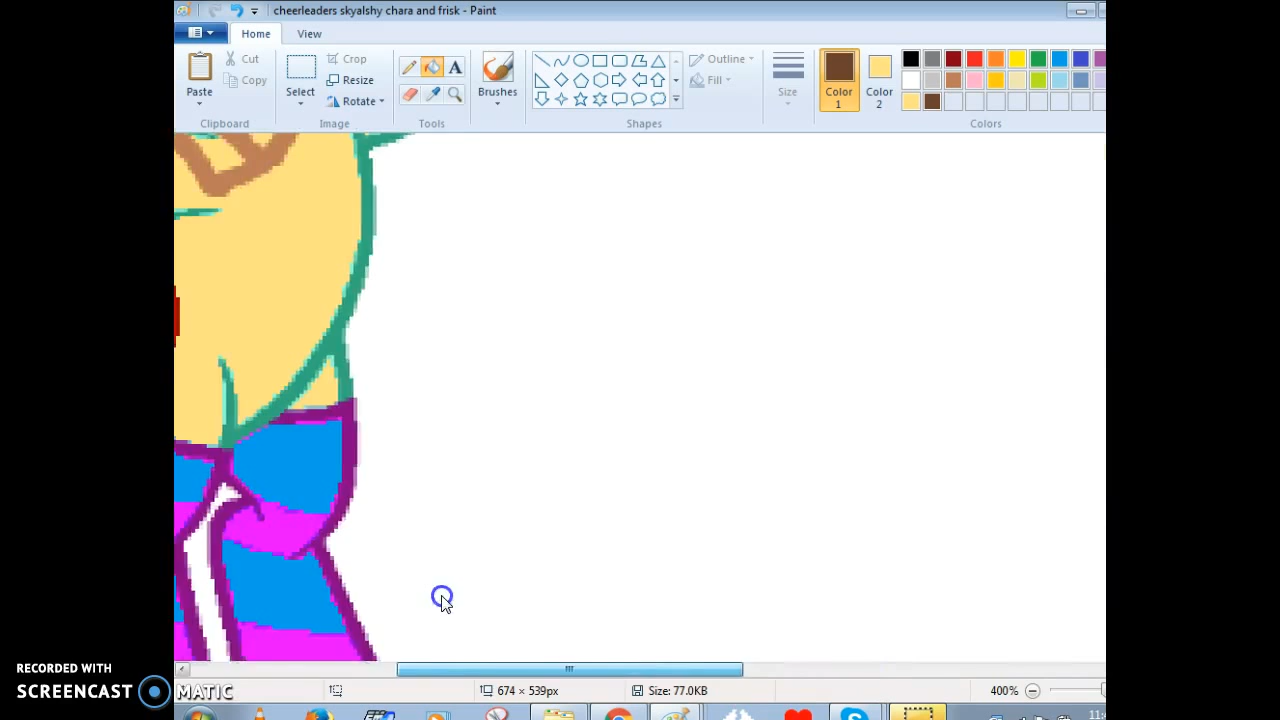 cheerleaders skyalshy chara and frisk - Paint
Home View
Paste
Cut
Copy
Clipboard
Select
Crop
Resize
Rotate
Image
A
Tools
Brushes
Outline
Fill
Shapes
Size
Color 1
Color 2
Colors
RECORDED WITH
SCREENCAST MATIC
674 × 539px
Size: 77.0KB
400%